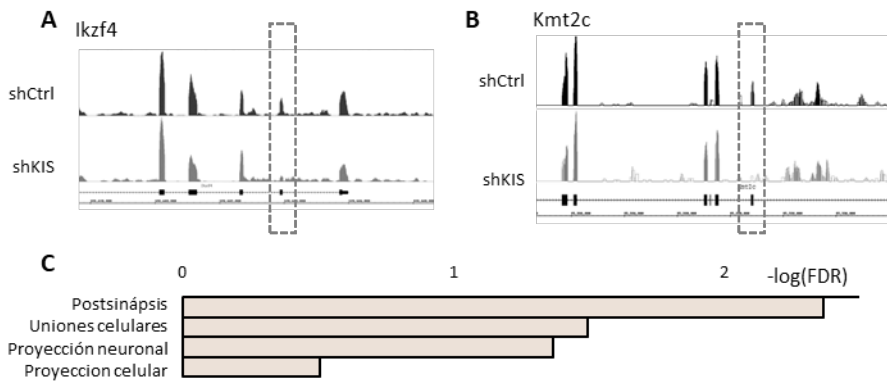 A
Ikzf4
shCtrl
shKIS
B
Kmt2c
shCtrl
shKIS
C
0
1
2
-log(FDR)
Postsinápsis
Uniones celulares
Proyección neuronal
Proyeccion celular